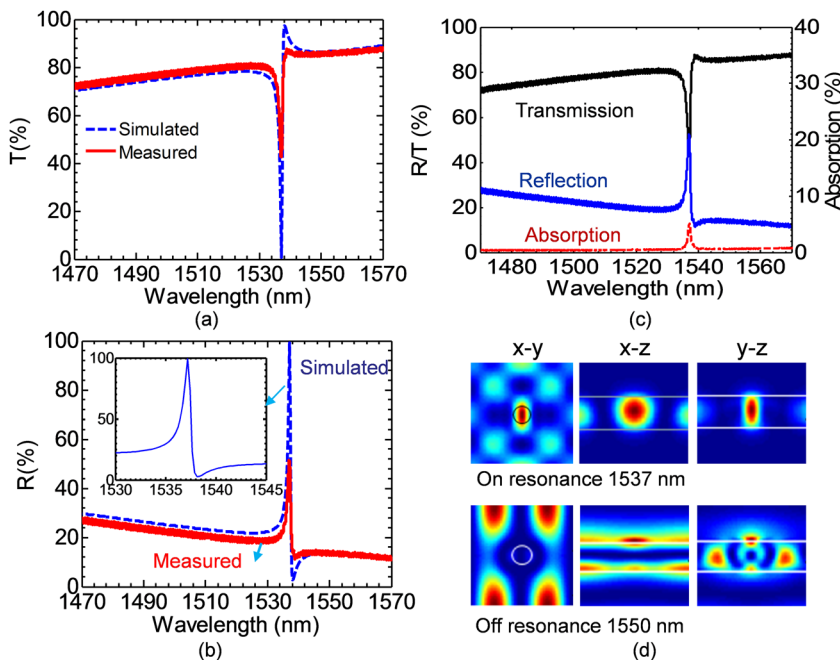 100
80
60
40
20
0
T(%)
Simulated
Measured
1470 1490 1510 1530 1550 1570
Wavelength (nm)
(a)
100
80
60
40
20
0
R/T (%)
40
30
20
10
0
Absorption (%)
Transmission
Reflection
Absorption
1480 1500 1520 1540 1560
Wavelength (nm)
(c)
100
80
60
40
20
0
R(%)
100
50
0
1530 1535 1540 1545
Simulated
Measured
1470 1490 1510 1530 1550 1570
Wavelength (nm)
(b)
x-y x-z y-z
On resonance 1537 nm
Off resonance 1550 nm
(d)